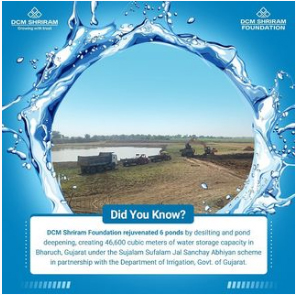 DCM SHRIRAM
Growing with trust
DCM SHRIRAM
FOUNDATION
Did You Know?
DCM Shriram Foundation rejuvenated 6 ponds by desilting and pond
deepening, creating 46,600 cubic meters of water storage capacity in
Bharuch, Gujarat under the Sujalam Sufalam Jal Sanchay Abhiyan scheme
in partnership with the Department of Irrigation, Govt. of Gujarat.